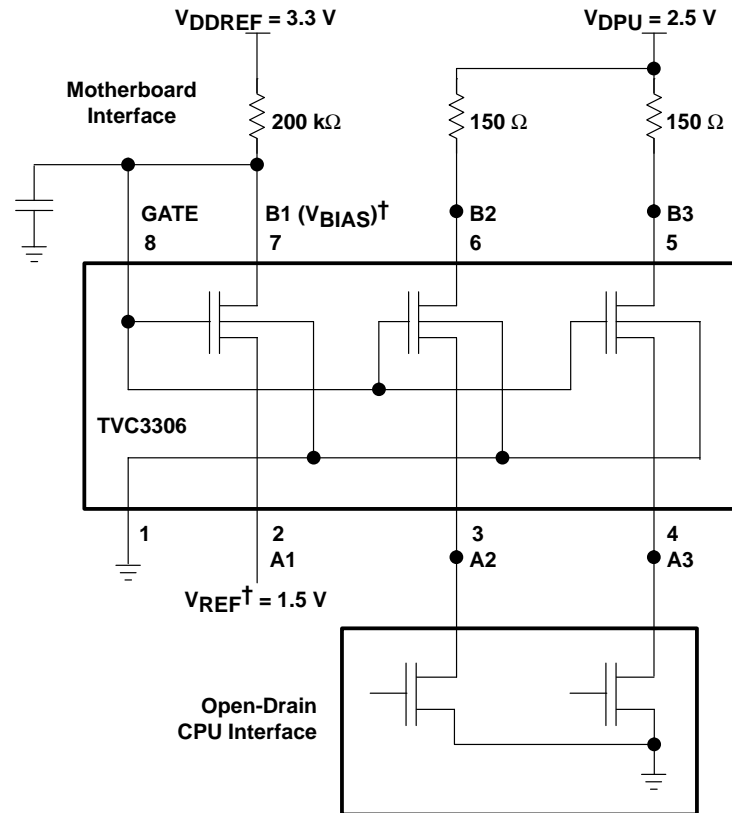 VDDREF = 3.3 V
VDPU = 2.5 V
Motherboard
Interface
200 kΩ
150 Ω
150 Ω
GATE
B1 (VBIAS)†
B2
B3
8
7
6
5
TVC3306
1
2
3
4
A1
A2
A3
VREF† = 1.5 V
Open-Drain
CPU Interface